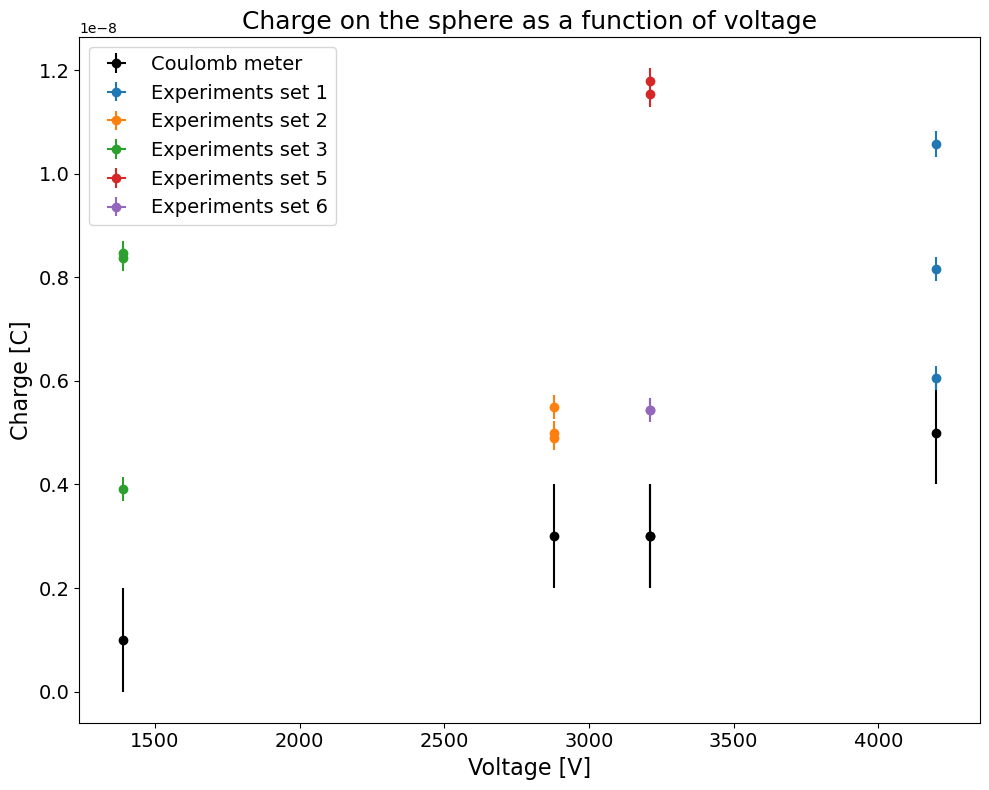 Charge on the sphere as a function of voltage
1e−8
Coulomb meter
Experiments set 1
Experiments set 2
Experiments set 3
Experiments set 5
Experiments set 6
1.2
1.0
0.8
0.6
0.4
0.2
0.0
Charge [C]
1500 2000 2500 3000 3500 4000
Voltage [V]